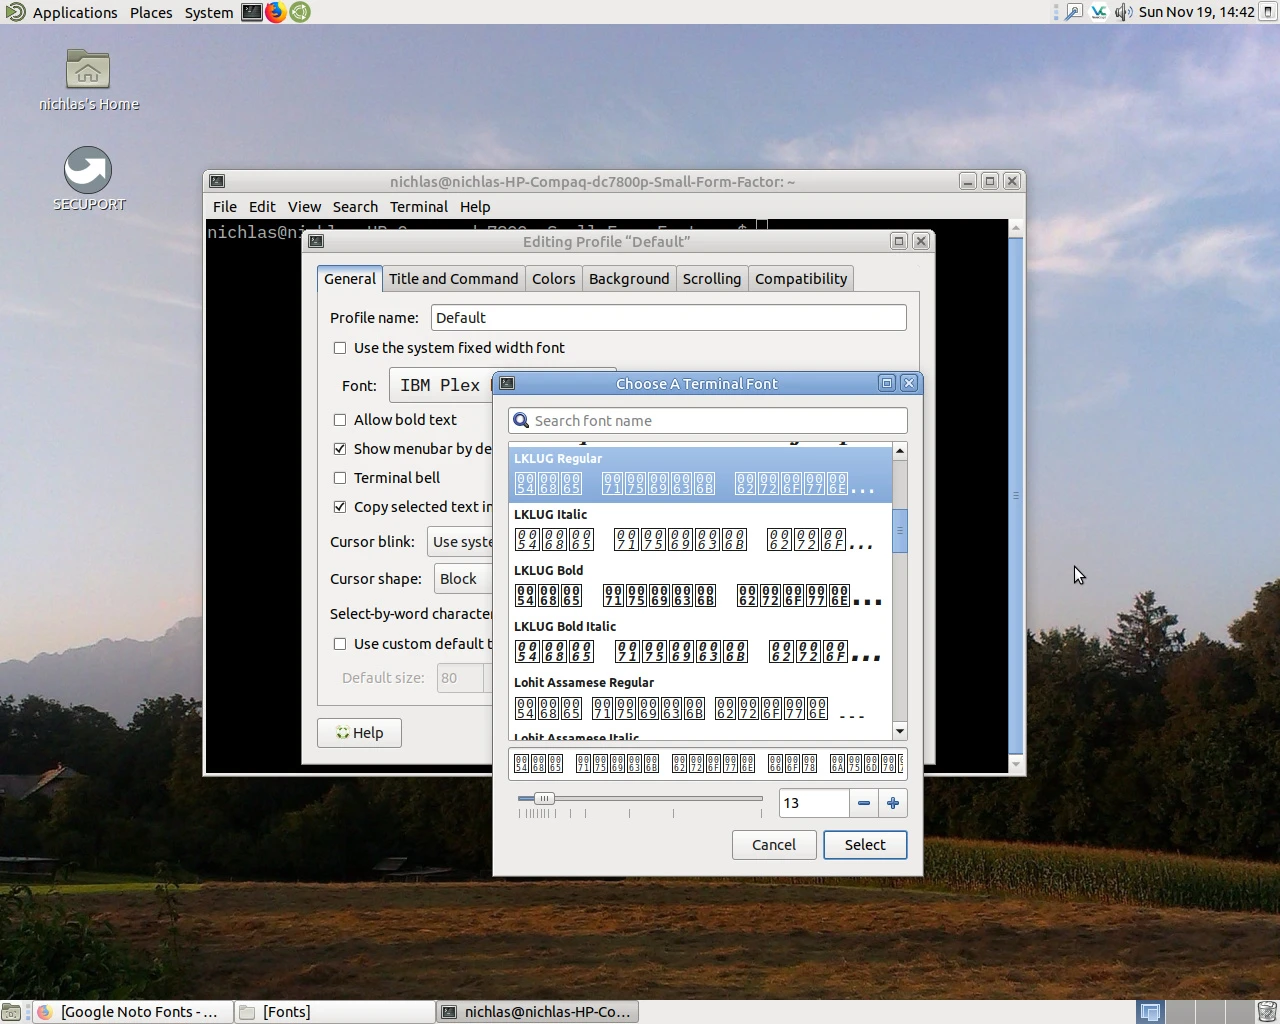 Applications Places System Sun Nov 19, 14:42
nichlas's Home
SECUPORT
nichlas@nichlas-HP-Compaq-dc7800p-Small-Form-Factor: ~
File Edit View Search Terminal Help
Editing Profile “Default”
General Title and Command Colors Background Scrolling Compatibility
Profile name: Default
Use the system fixed width font
Font: IBM Plex
Allow bold text
Show menubar by de
Terminal bell
Copy selected text in
Cursor blink: Use syste
Cursor shape: Block
Select-by-word character
Use custom default t
Default size: 80
Help
Choose A Terminal Font
Search font name
LKLUG Regular
LKLUG Italic
LKLUG Bold
LKLUG Bold Italic
Lohit Assamese Regular
Lohit Assamese Italic
13
Cancel Select
[Google Noto Fonts - ... [Fonts] nichlas@nichlas-HP-Co...